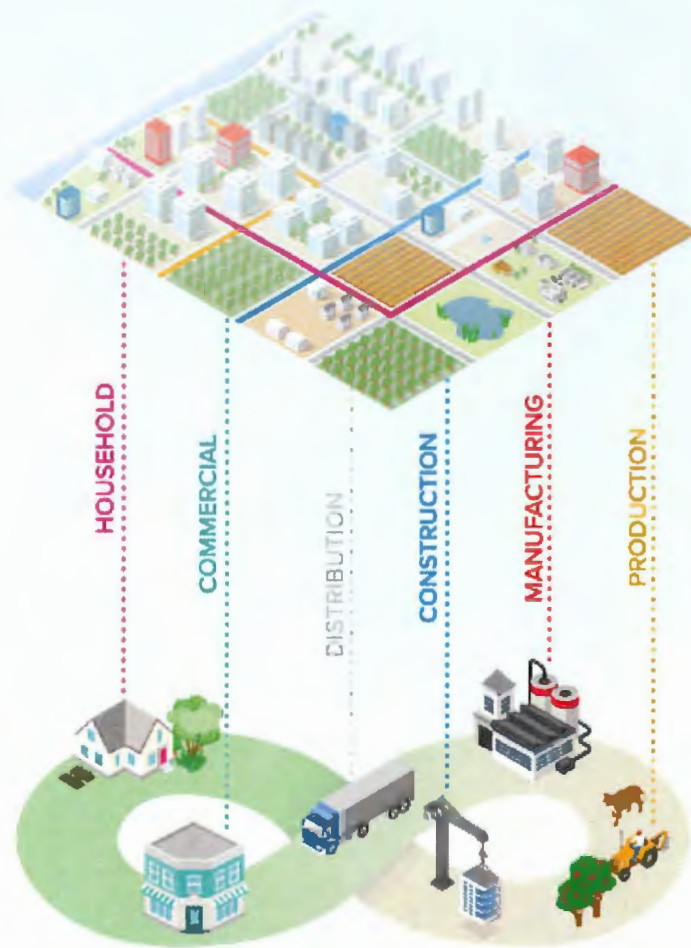 HOUSEHOLD
COMMERCIAL
DISTRIBUTION
CONSTRUCTION
MANUFACTURING
PRODUCTION